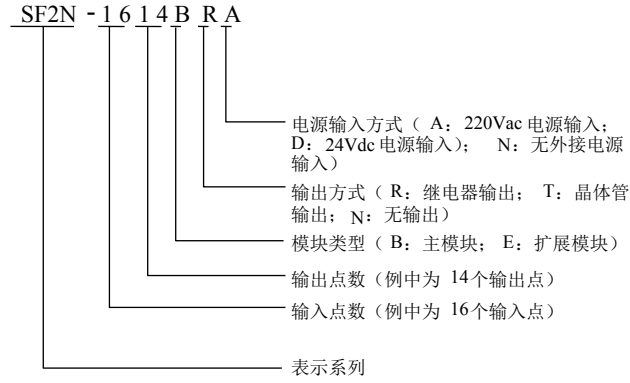 SF2N - 1 6 1 4 B R A
电源输入方式（ A：220Vac 电源输入；
D：24Vdc 电源输入）； N：无外接电源
输入）
输出方式（ R：继电器输出； T：晶体管
输出； N：无输出）
模块类型（ B：主模块； E：扩展模块）
输出点数（例中为 14个输出点）
输入点数（例中为 16个输入点）
表示系列